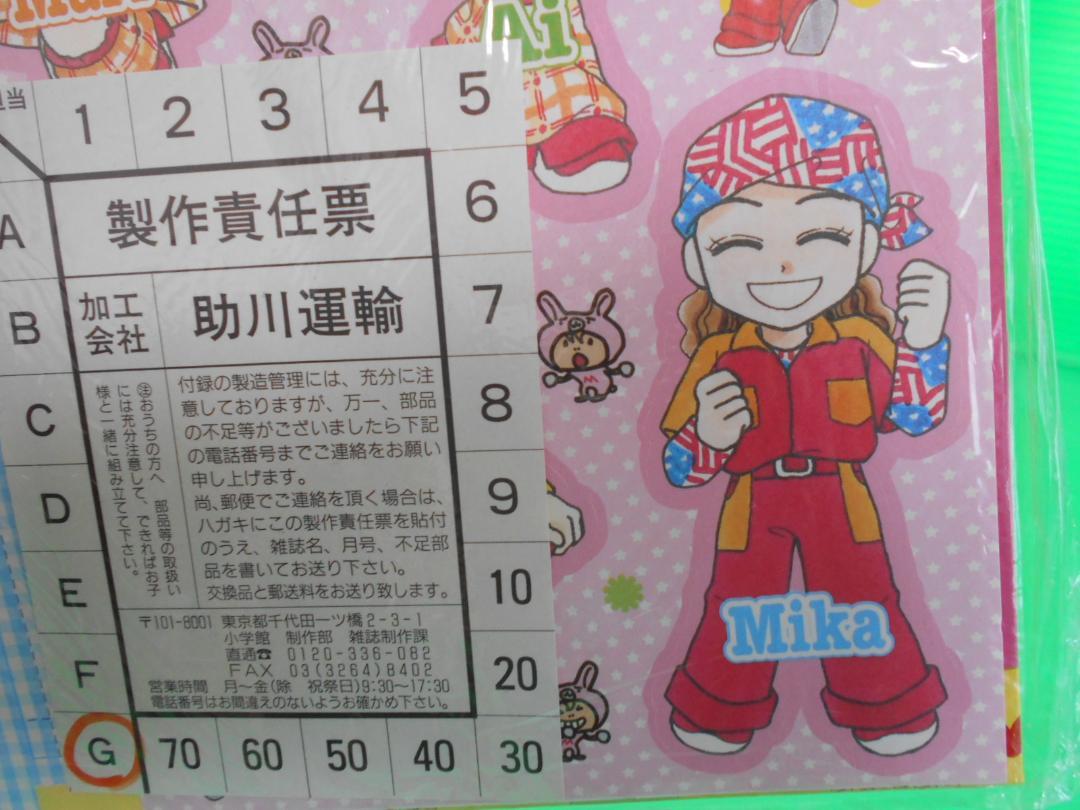 Mari
Ai
当 1 2 3 4 5
A 製作責任票 6
B 加工会社 助川運輸 7
C 8
D 9
E 10
F 20
G 70 60 50 40 30
㊟おうちの方へ 部品等の取扱い
には充分注意して、できればお子
様と一緒に組み立てて下さい。
付録の製造管理には、充分に注
意しておりますが、万一、部品
の不足等がございましたら下記
の電話番号までご連絡をお願い
申し上げます。
尚、郵便でご連絡を頂く場合は、
ハガキにこの製作責任票を貼付
のうえ、雑誌名、月号、不足部
品を書いてお送り下さい。
交換品と郵送料をお送り致します。
〒101-8001 東京都千代田一ツ橋2-3-1
小学館 制作部 雑誌制作課
直通☎ 0120-336-082
FAX 03(3264)8402
営業時間 月〜金(除 祝祭日)9:30〜17:30
電話番号はお間違えのないようお確かめ下さい。
Mika